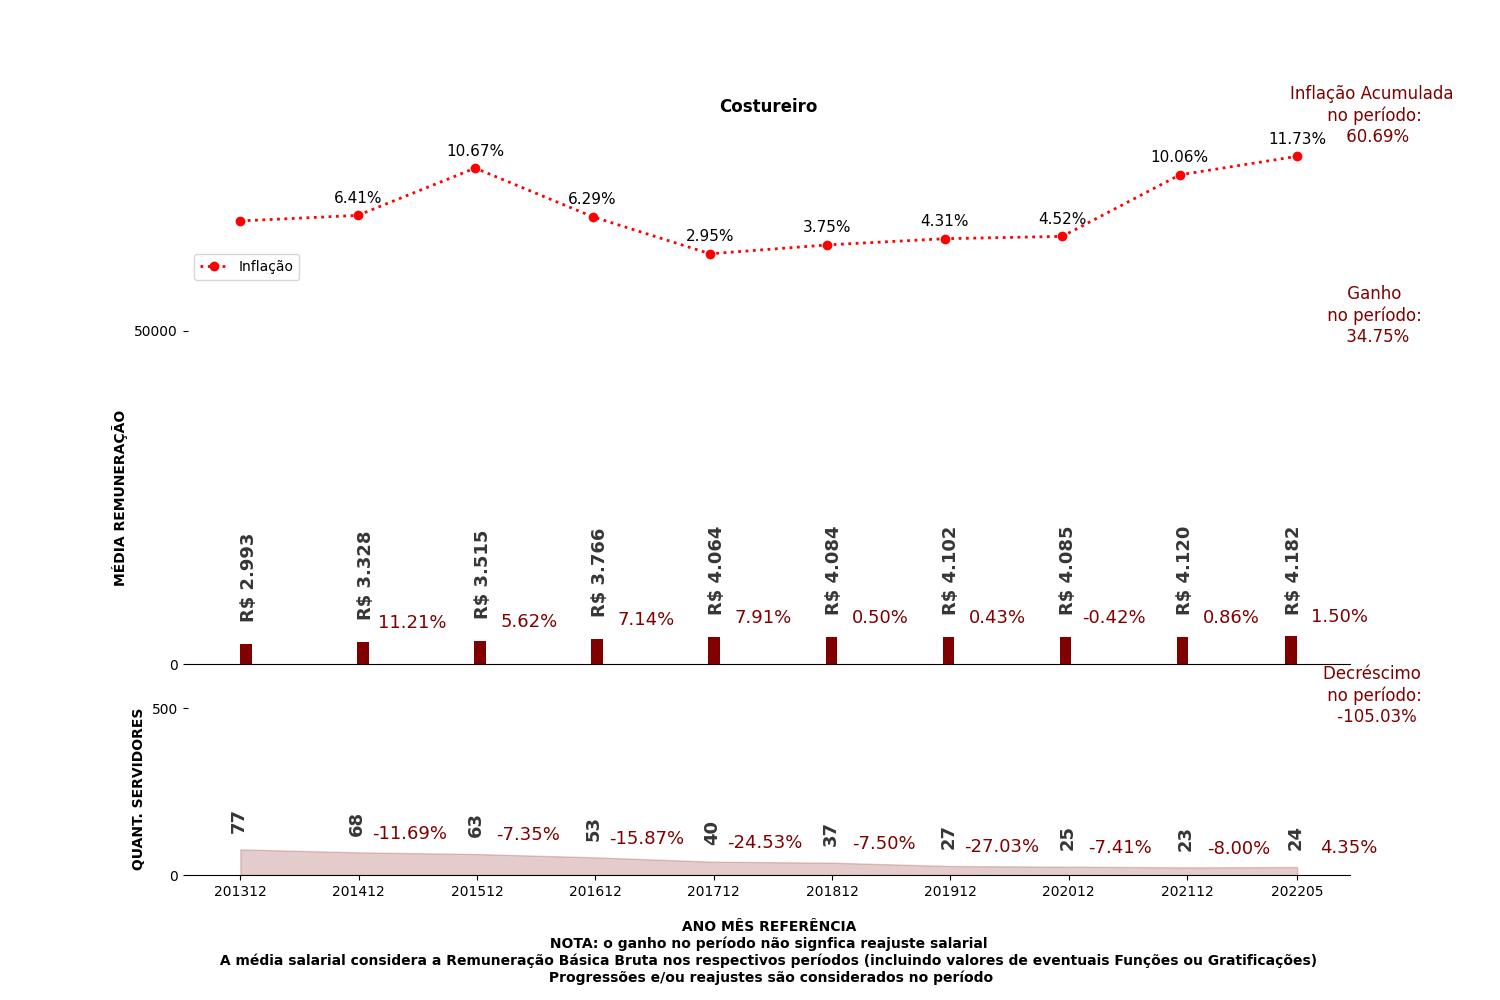 Costureiro
Inflação Acumulada
no período:
60.69%
6.41%
10.67%
6.29%
2.95%
3.75%
4.31%
4.52%
10.06%
11.73%
Inflação
Ganho
no período:
34.75%
50000
0
MÉDIA REMUNERAÇÃO
R$ 2.993
R$ 3.328
R$ 3.515
R$ 3.766
R$ 4.064
R$ 4.084
R$ 4.102
R$ 4.085
R$ 4.120
R$ 4.182
11.21%
5.62%
7.14%
7.91%
0.50%
0.43%
-0.42%
0.86%
1.50%
Decréscimo
no período:
-105.03%
500
0
QUANT. SERVIDORES
77
68
63
53
40
37
27
25
23
24
-11.69%
-7.35%
-15.87%
-24.53%
-7.50%
-27.03%
-7.41%
-8.00%
4.35%
201312
201412
201512
201612
201712
201812
201912
202012
202112
202205
ANO MÊS REFERÊNCIA
NOTA: o ganho no período não signfica reajuste salarial
A média salarial considera a Remuneração Básica Bruta nos respectivos períodos (incluindo valores de eventuais Funções ou Gratificações)
Progressões e/ou reajustes são considerados no período